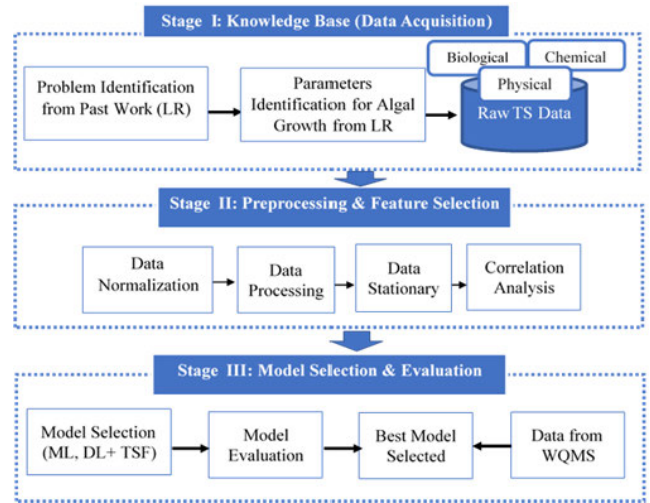 Stage I: Knowledge Base (Data Acquisition)
Biological
Chemical
Physical
Problem Identification
from Past Work (LR)
Parameters
Identification for Algal
Growth from LR
Raw TS Data
Stage II: Preprocessing & Feature Selection
Data
Normalization
Data
Processing
Data
Stationary
Correlation
Analysis
Stage III: Model Selection & Evaluation
Model Selection
(ML, DL+ TSF)
Model
Evaluation
Best Model
Selected
Data from
WQMS